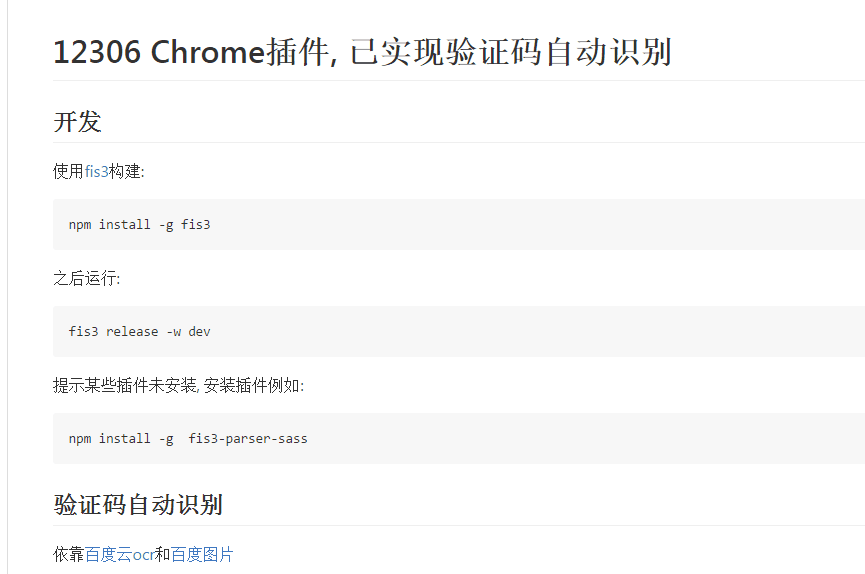 12306 Chrome插件, 已实现验证码自动识别
开发
使用fis3构建:
npm install -g fis3
之后运行:
fis3 release -w dev
提示某些插件未安装, 安装插件例如:
npm install -g  fis3-parser-sass
验证码自动识别
依靠百度云ocr和百度图片